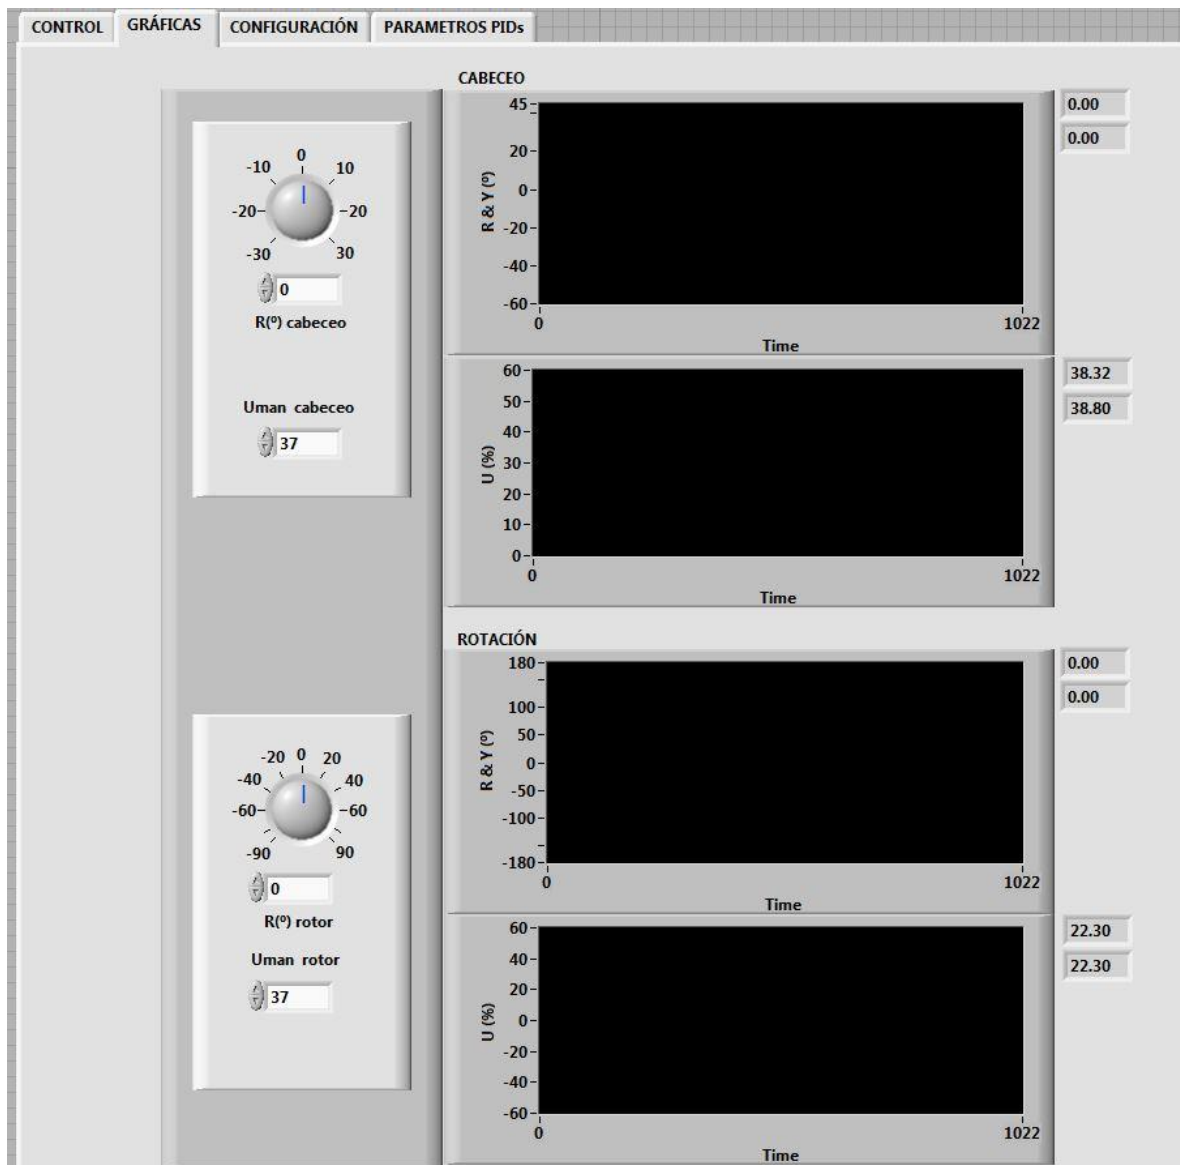 CONTROL GRÁFICAS CONFIGURACIÓN PARAMETROS PIDs
CABECEO
-10 0 10
-20 -20
-30 30
0
R(º) cabeceo
Uman cabeceo
37
45
20
0
-20
-40
-60
R & Y (º)
0 1022
Time
0.00
0.00
60
50
40
30
20
10
0
U (%)
0 1022
Time
38.32
38.80
ROTACIÓN
-20 0 20
-40 40
-60 -60
-90 90
0
R(º) rotor
Uman rotor
37
180
100
50
0
-50
-100
-180
R & Y (º)
0 1022
Time
0.00
0.00
60
40
20
0
-20
-40
-60
U (%)
0 1022
Time
22.30
22.30